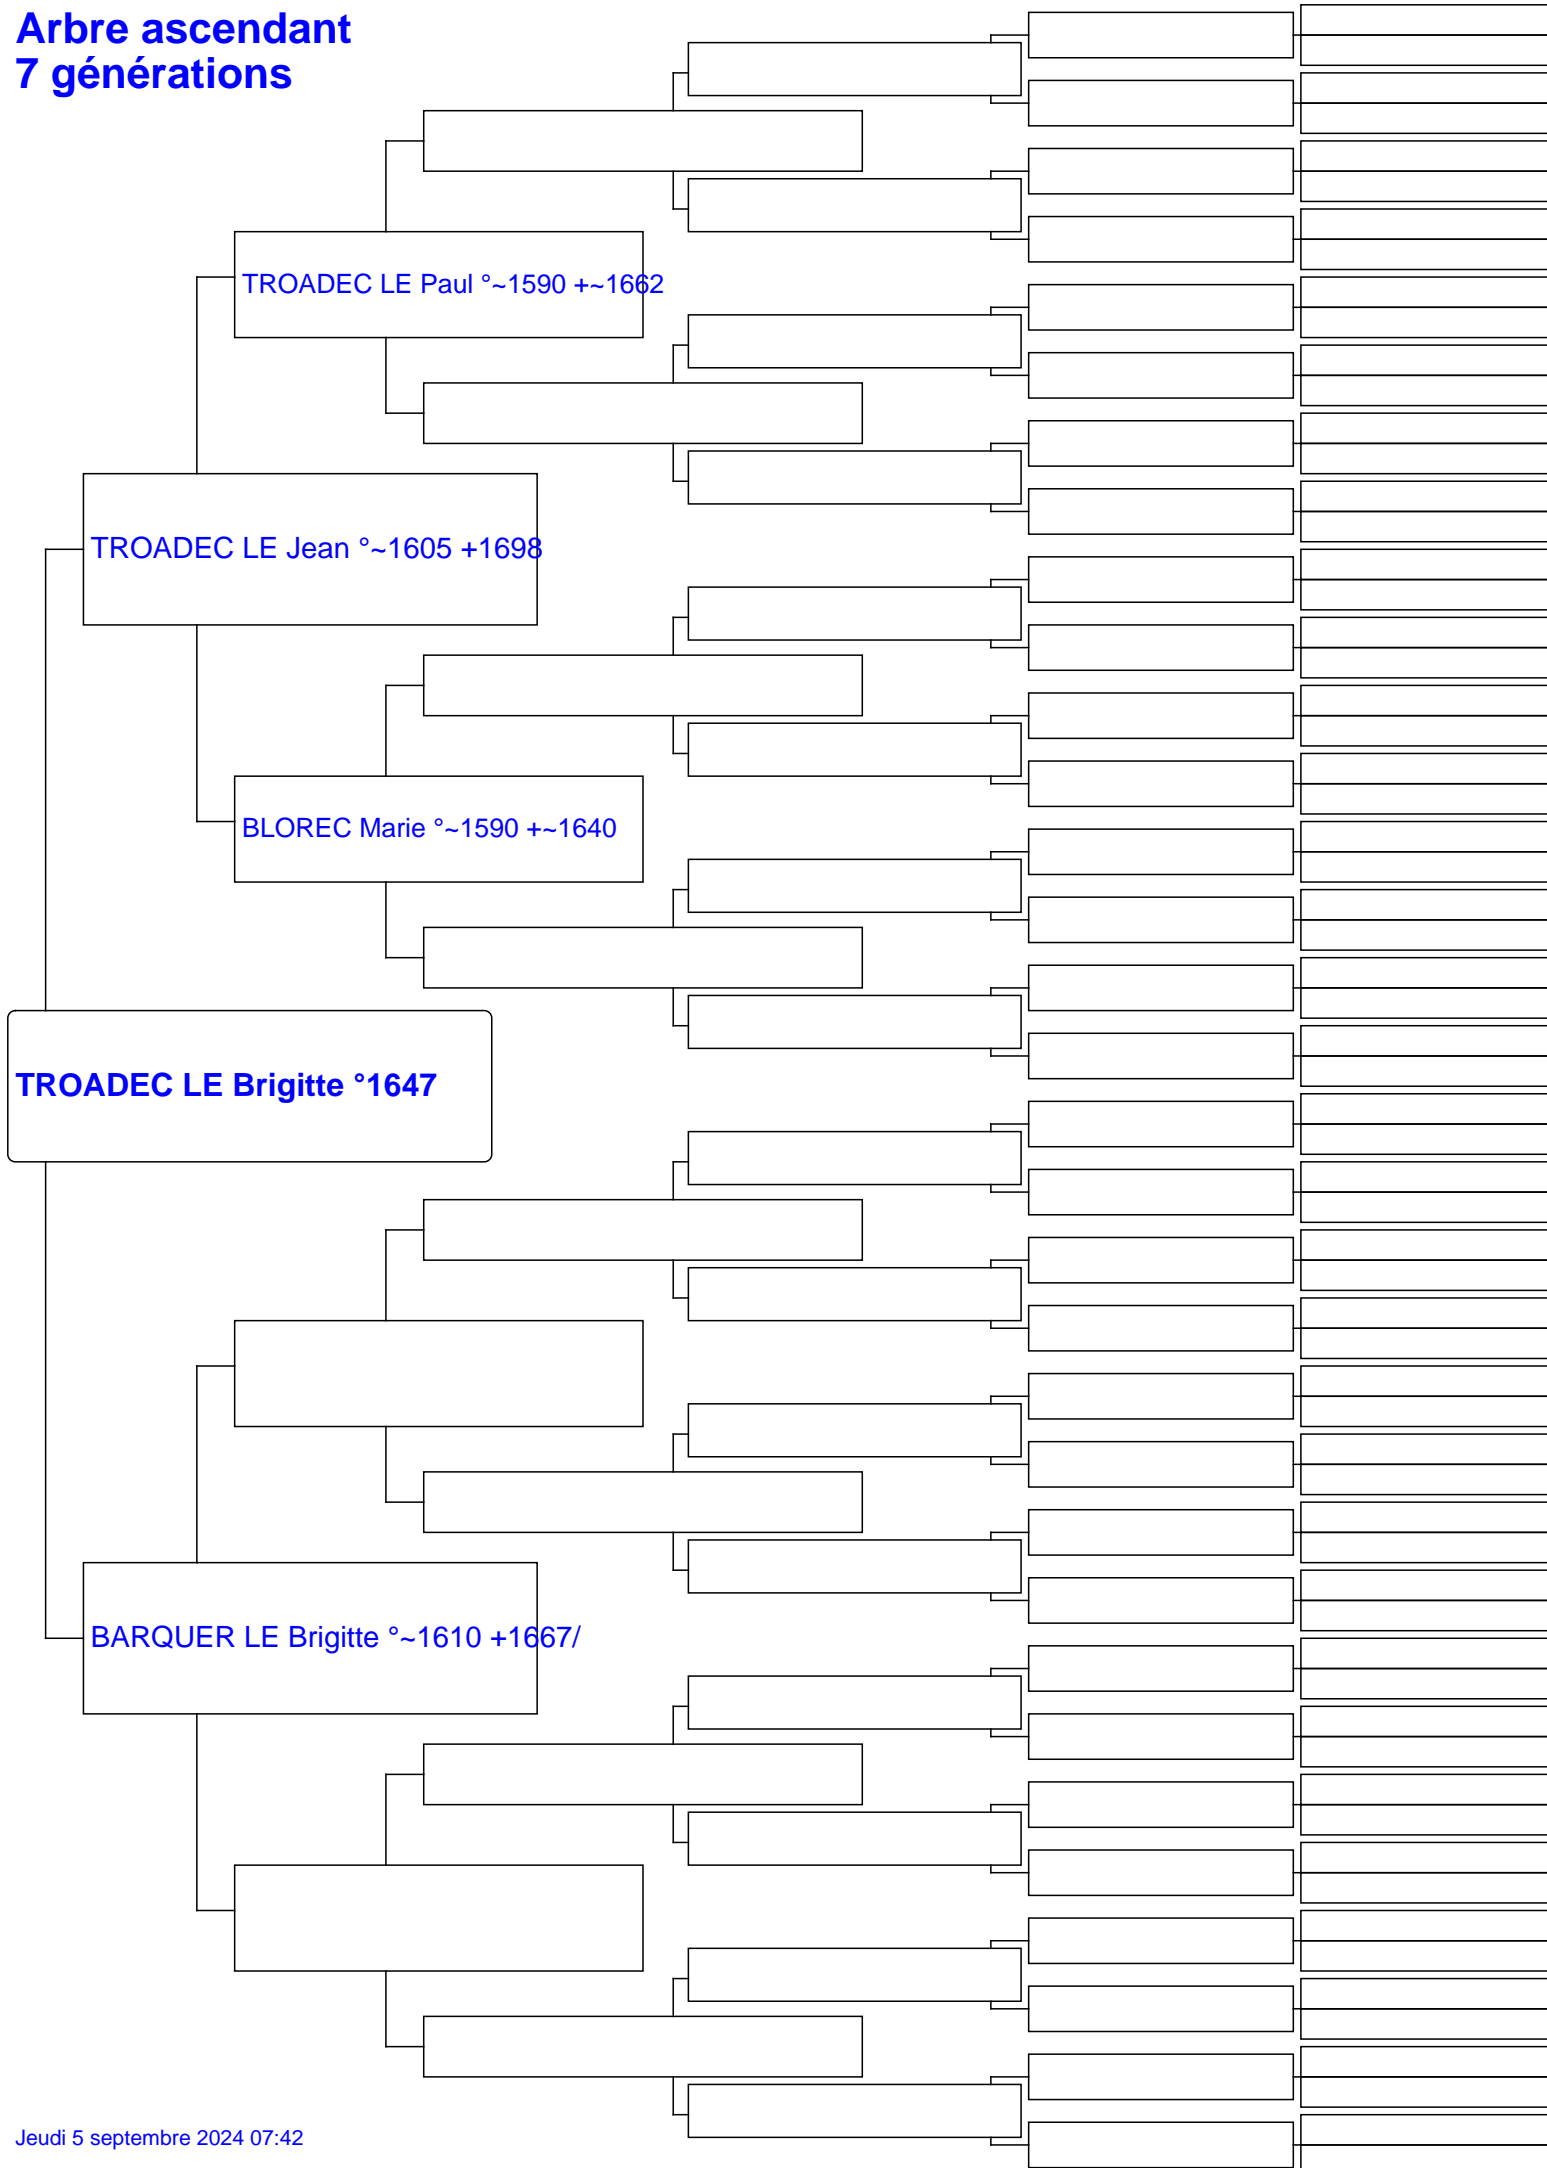 Arbre ascendant
7 générations
TROADEC LE Paul °~1590 +~1662
TROADEC LE Jean °~1605 +1698
BLOREC Marie °~1590 +~1640
TROADEC LE Brigitte °1647
BARQUER LE Brigitte °~1610 +1667/
Jeudi 5 septembre 2024 07:42